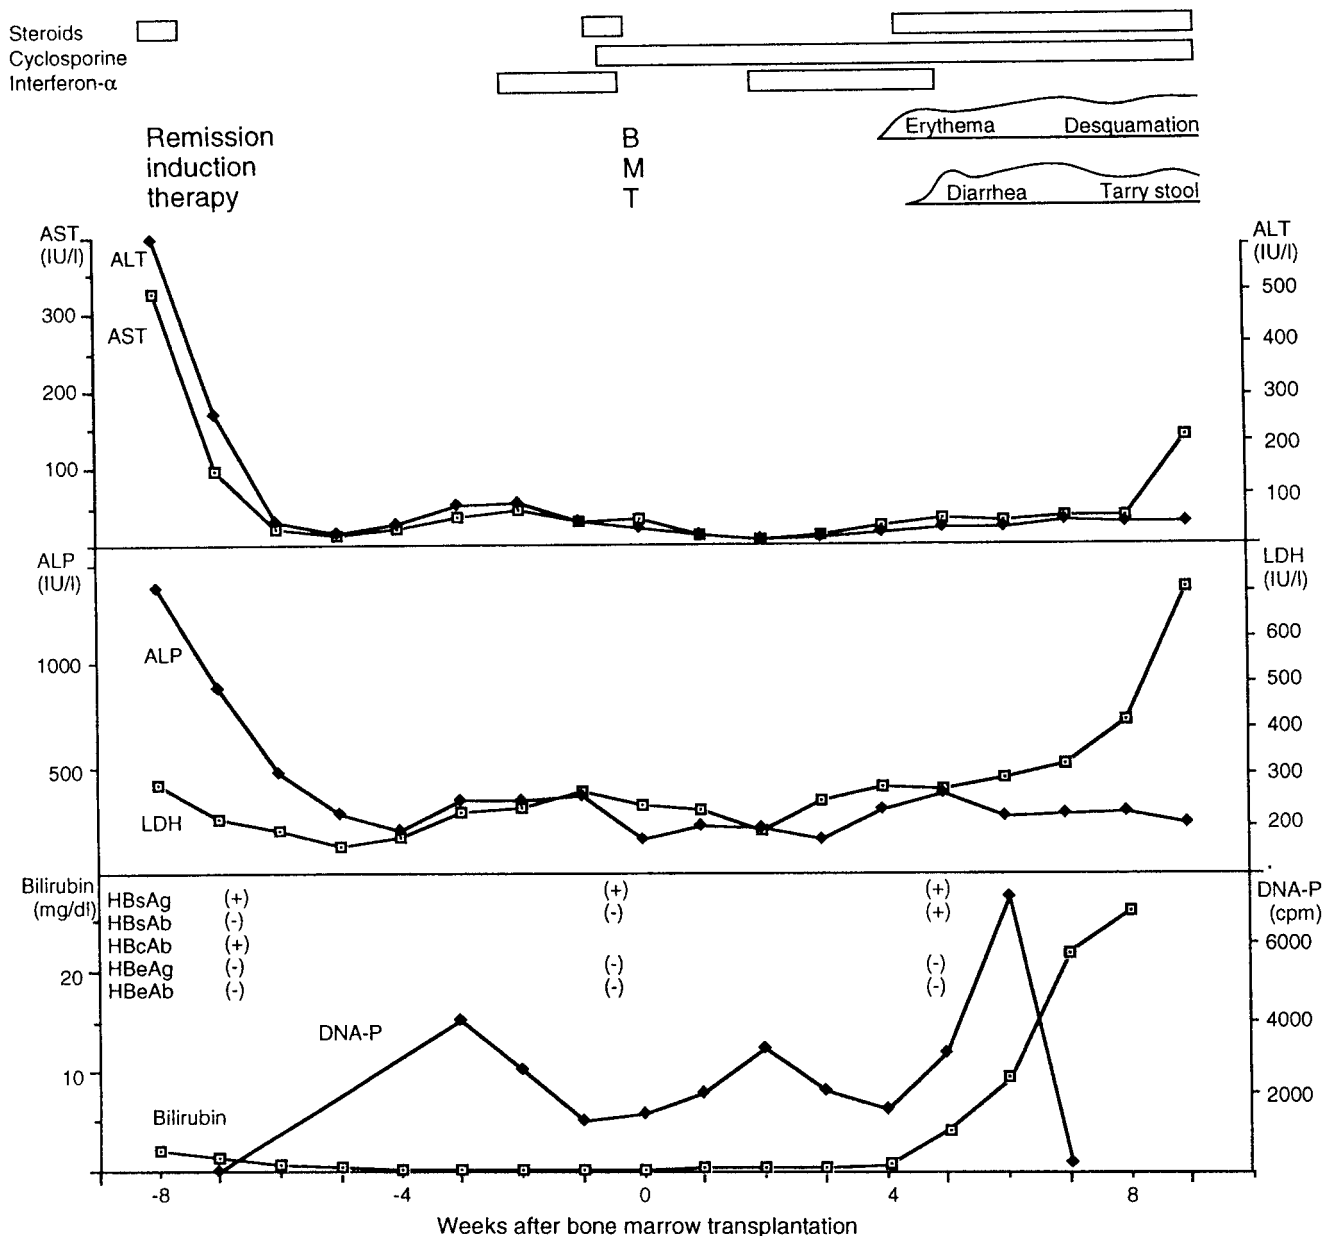 Steroids
Cyclosporine
Interferon-α
Erythema Desquamation
Diarrhea Tarry stool
Remission B
induction M
therapy T
AST ALT
(IU/l) (IU/l)
ALT
AST
500
300
400
200 300
200
100
100
ALP LDH
(IU/l) (IU/l)
ALP
LDH
600
1000
500
400
500 300
200
Bilirubin DNA-P
(mg/dl) (cpm)
HBsAg (+) (+) (+)
HBsAb (-) (-) (+)
HBcAb (+)
HBeAg (-) (-) (-)
HBeAb (-) (-) (-)
6000
20
DNA-P 4000
10 2000
Bilirubin
-8 -4 0 4 8
Weeks after bone marrow transplantation